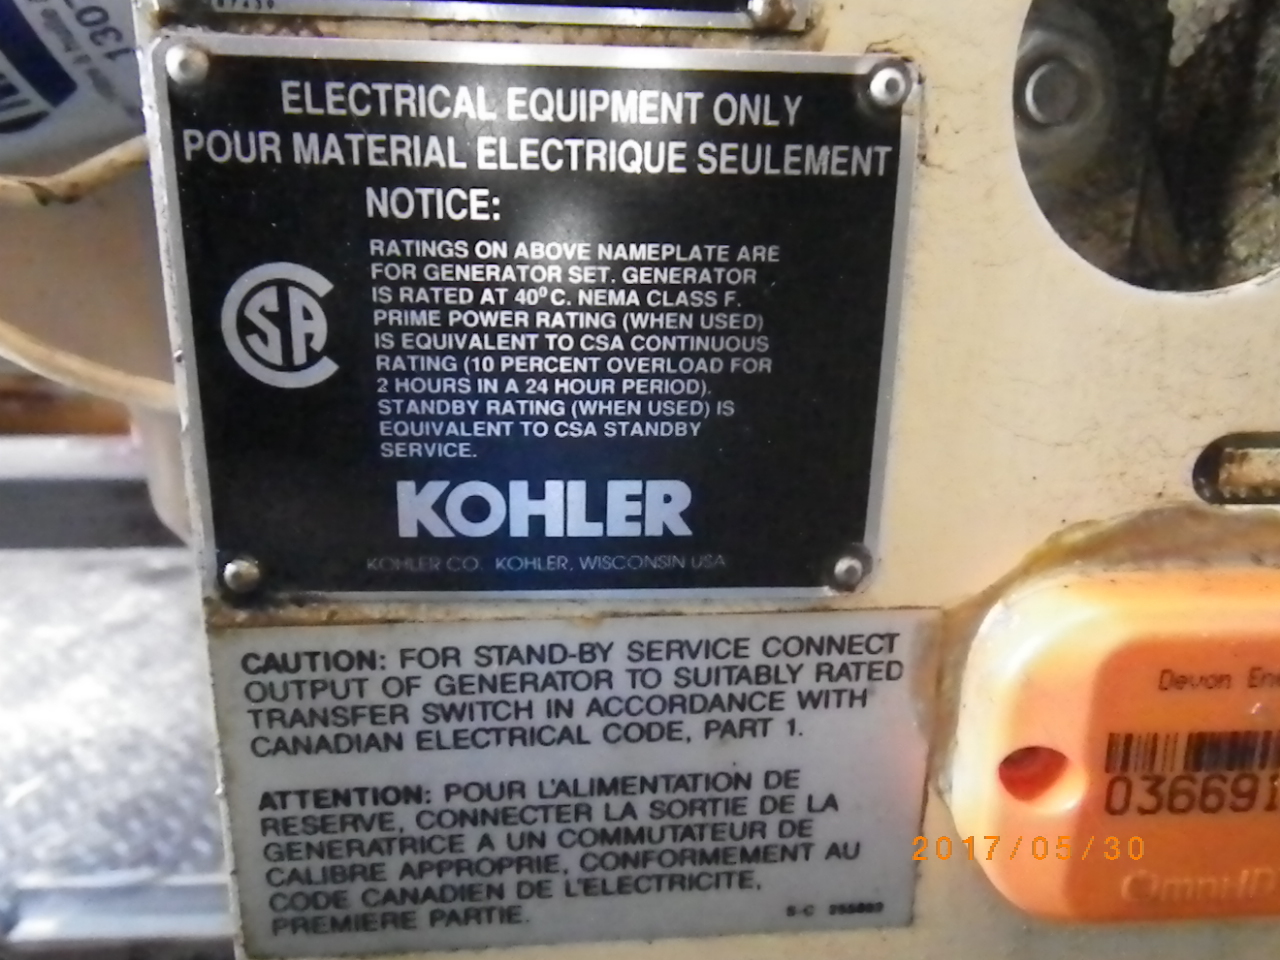 ELECTRICAL EQUIPMENT ONLY
POUR MATERIAL ELECTRIQUE SEULEMENT
NOTICE:
RATINGS ON ABOVE NAMEPLATE ARE
FOR GENERATOR SET. GENERATOR
IS RATED AT 40°C. NEMA CLASS F.
PRIME POWER RATING (WHEN USED)
IS EQUIVALENT TO CSA CONTINUOUS
RATING (10 PERCENT OVERLOAD FOR
2 HOURS IN A 24 HOUR PERIOD).
STANDBY RATING (WHEN USED) IS
EQUIVALENT TO CSA STANDBY
SERVICE.
CSA
KOHLER
KOHLER CO. KOHLER, WISCONSIN USA
CAUTION: FOR STAND-BY SERVICE CONNECT
OUTPUT OF GENERATOR TO SUITABLY RATED
TRANSFER SWITCH IN ACCORDANCE WITH
CANADIAN ELECTRICAL CODE, PART 1.
ATTENTION: POUR L'ALIMENTATION DE
RESERVE, CONNECTER LA SORTIE DE LA
GENERATRICE A UN COMMUTATEUR DE
CALIBRE APPROPRIE, CONFORMEMENT AU
CODE CANADIEN DE L'ELECTRICITE,
PREMIERE PARTIE.
S-C
Devon
036691
2017/05/30
1307